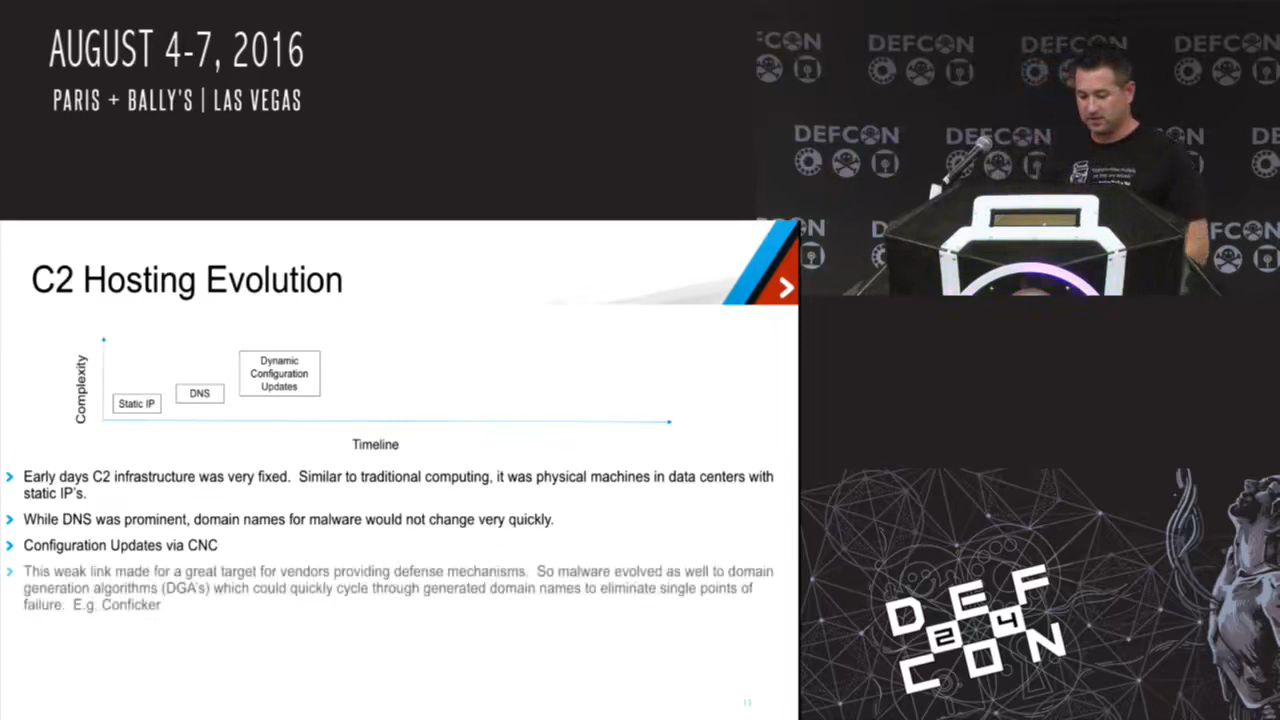 AUGUST 4-7, 2016
PARIS + BALLY'S | LAS VEGAS
DEFCON
DEFCON
DEFCON
DEFCON
DEFCON
C2 Hosting Evolution
Complexity
Static IP
DNS
Dynamic
Configuration
Updates
Timeline
Early days C2 infrastructure was very fixed. Similar to traditional computing, it was physical machines in data centers with
static IP's.
While DNS was prominent, domain names for malware would not change very quickly.
Configuration Updates via CNC
This weak link made for a great target for vendors providing defense mechanisms. So malware evolved as well to domain
generation algorithms (DGA's) which could quickly cycle through generated domain names to eliminate single points of
failure. E.g. Conficker
11
DEF
24
CON